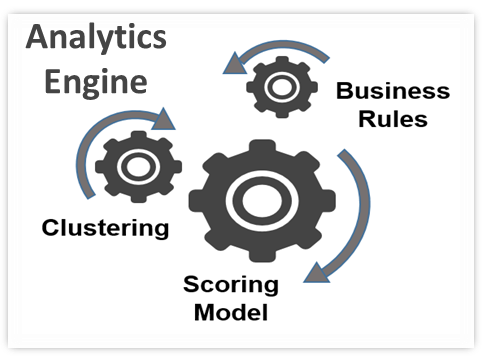 Analytics
Engine
Business
Rules
Clustering
Scoring
Model